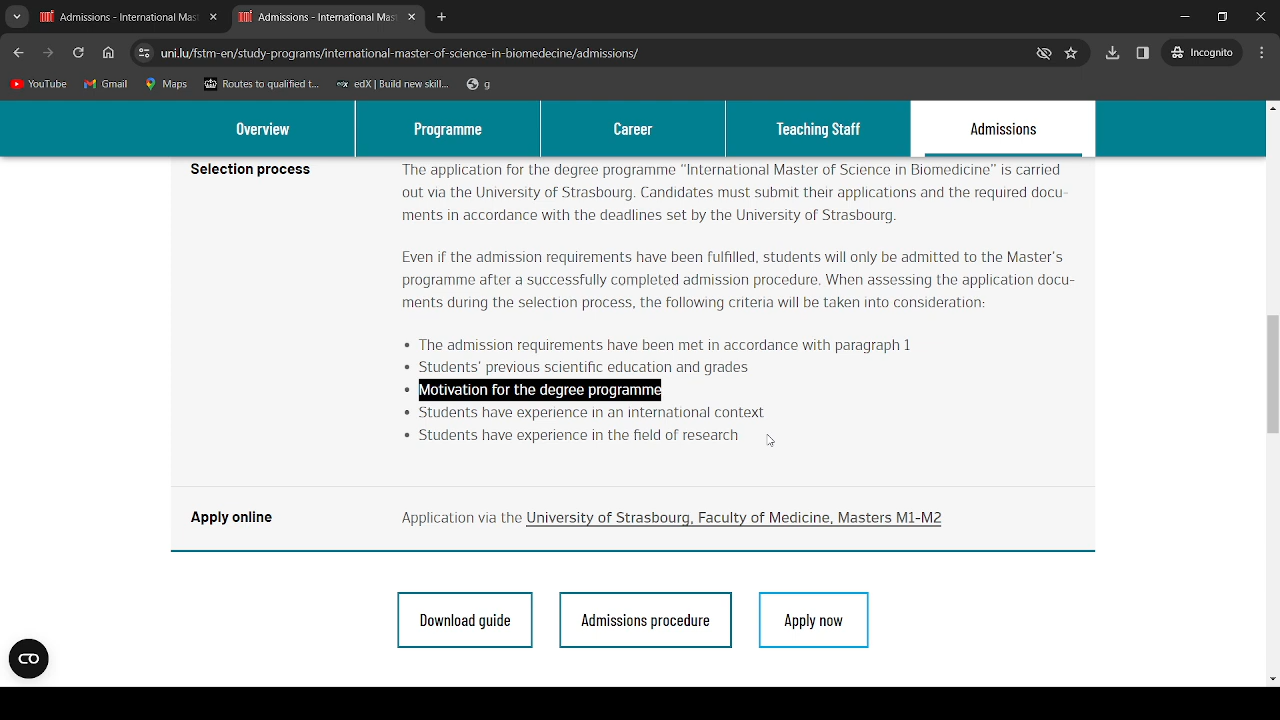 Admissions - International Mas
Admissions - International Mas
uni.lu/fstm-en/study-programs/international-master-of-science-in-biomedecine/admissions/
Incognito
YouTube
Gmail
Maps
Routes to qualified t...
edX | Build new skill...
g
Overview
Programme
Career
Teaching Staff
Admissions
Selection process
The application for the degree programme "International Master of Science in Biomedicine" is carried
out via the University of Strasbourg. Candidates must submit their applications and the required docu-
ments in accordance with the deadlines set by the University of Strasbourg.
Even if the admission requirements have been fulfilled, students will only be admitted to the Master's
programme after a successfully completed admission procedure. When assessing the application docu-
ments during the selection process, the following criteria will be taken into consideration:
• The admission requirements have been met in accordance with paragraph 1
• Students' previous scientific education and grades
• Motivation for the degree programme
• Students have experience in an international context
• Students have experience in the field of research
Apply online
Application via the University of Strasbourg, Faculty of Medicine, Masters M1-M2
Download guide
Admissions procedure
Apply now